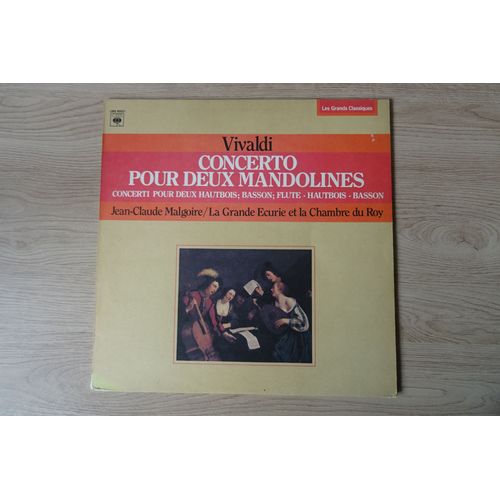 Les Grands Classiques
Vivaldi
CONCERTO
POUR DEUX MANDOLINES
CONCERTI POUR DEUX HAUTBOIS; BASSON; FLUTE - HAUTBOIS - BASSON
Jean-Claude Malgoire/La Grande Ecurie et la Chambre du Roy